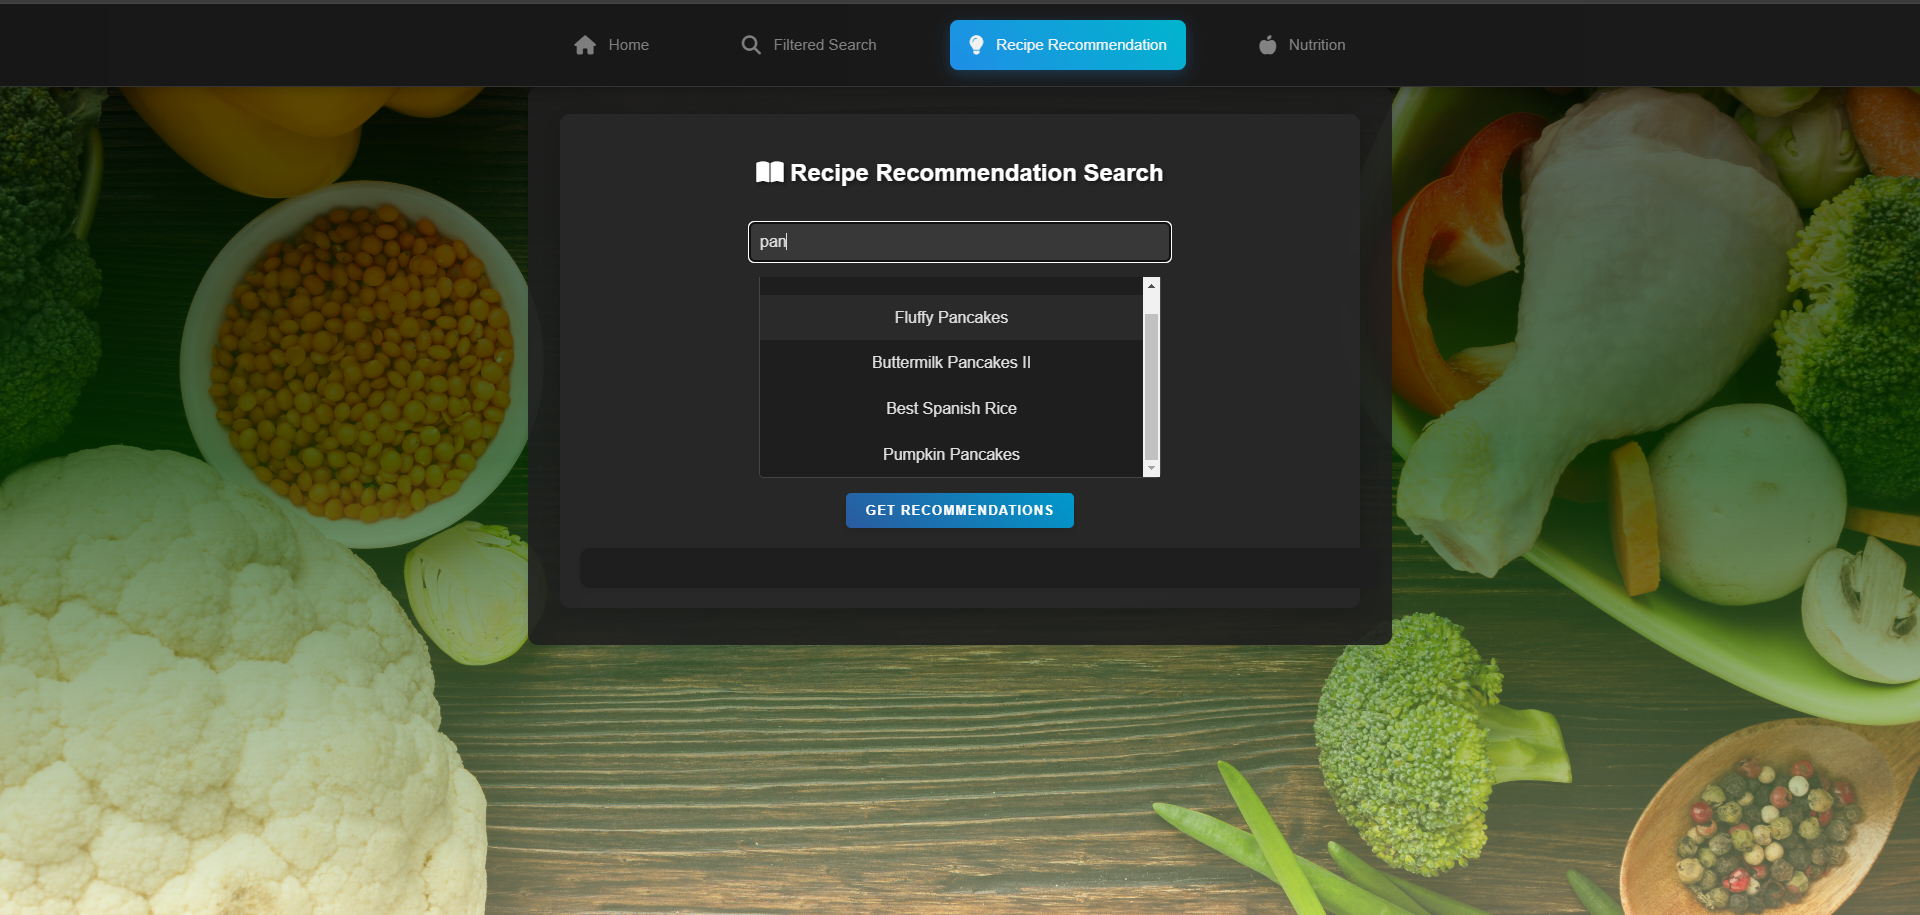 Home
Filtered Search
Recipe Recommendation
Nutrition
Recipe Recommendation Search
pan
Fluffy Pancakes
Buttermilk Pancakes II
Best Spanish Rice
Pumpkin Pancakes
GET RECOMMENDATIONS